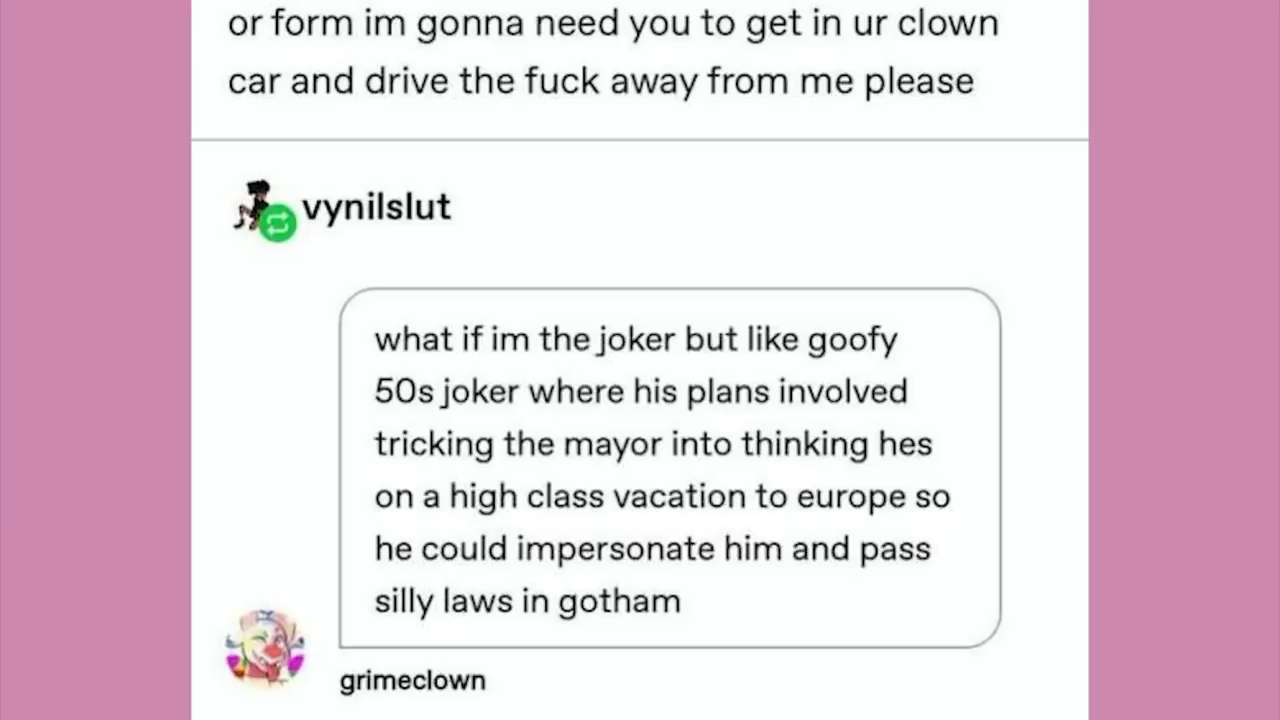 or form im gonna need you to get in ur clown
car and drive the fuck away from me please
vynilslut
what if im the joker but like goofy
50s joker where his plans involved
tricking the mayor into thinking hes
on a high class vacation to europe so
he could impersonate him and pass
silly laws in gotham
grimeclown